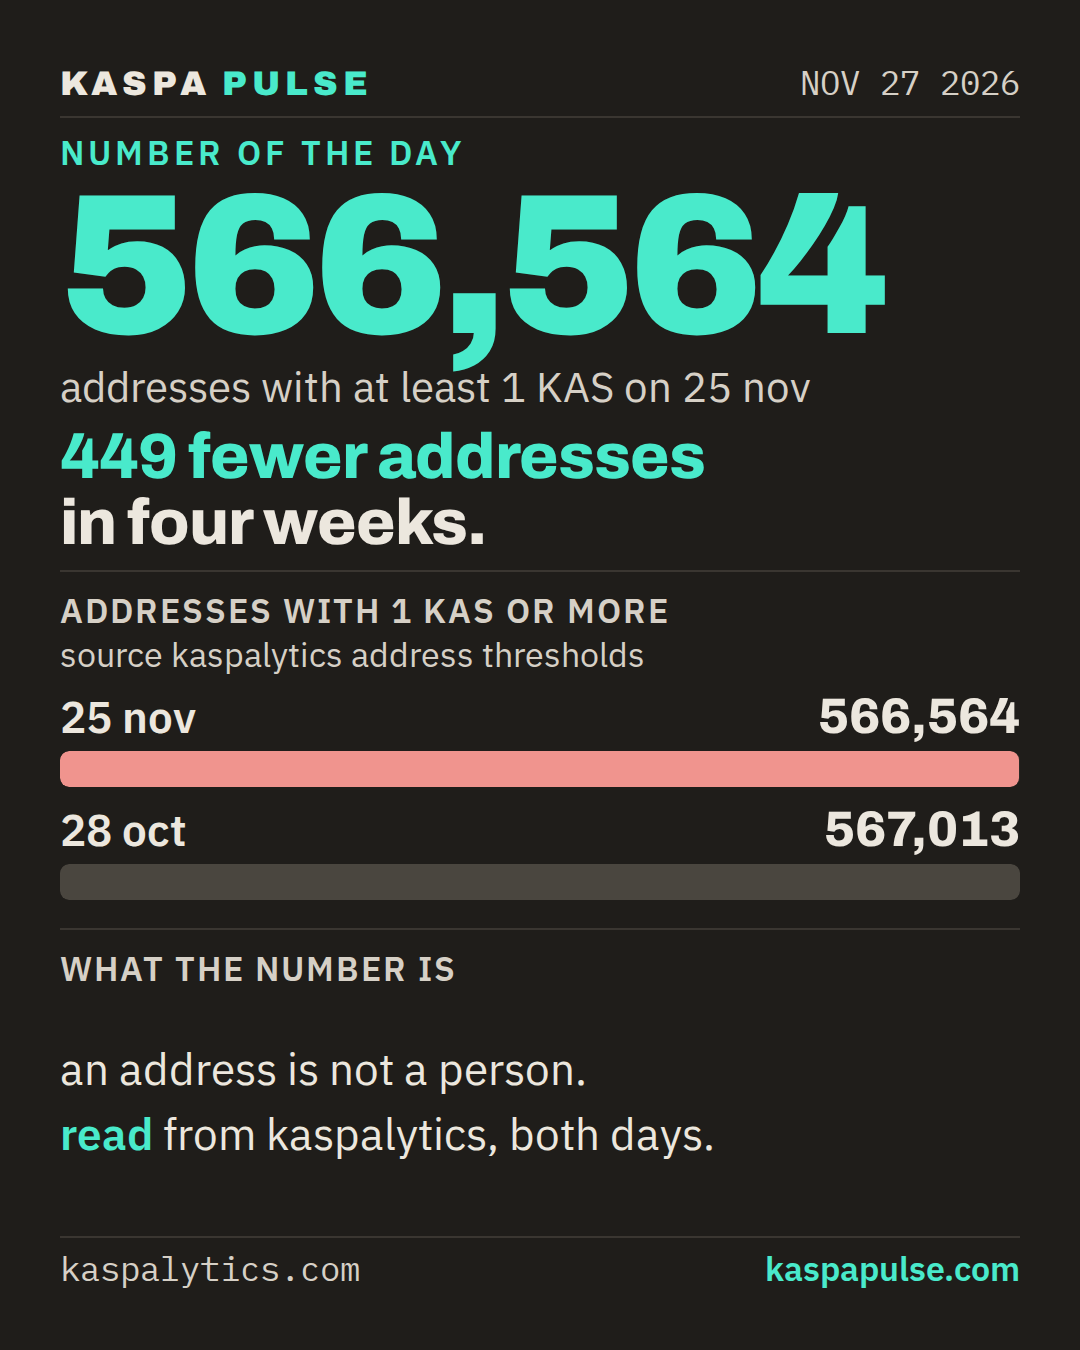 KASPA PULSE
NOV 27 2026
NUMBER OF THE DAY
566,564
addresses with at least 1 KAS on 25 nov
449 fewer addresses
in four weeks.
ADDRESSES WITH 1 KAS OR MORE
source kaspalytics address thresholds
25 nov 566,564
28 oct 567,013
WHAT THE NUMBER IS
an address is not a person.
read from kaspalytics, both days.
kaspalytics.com
kaspapulse.com